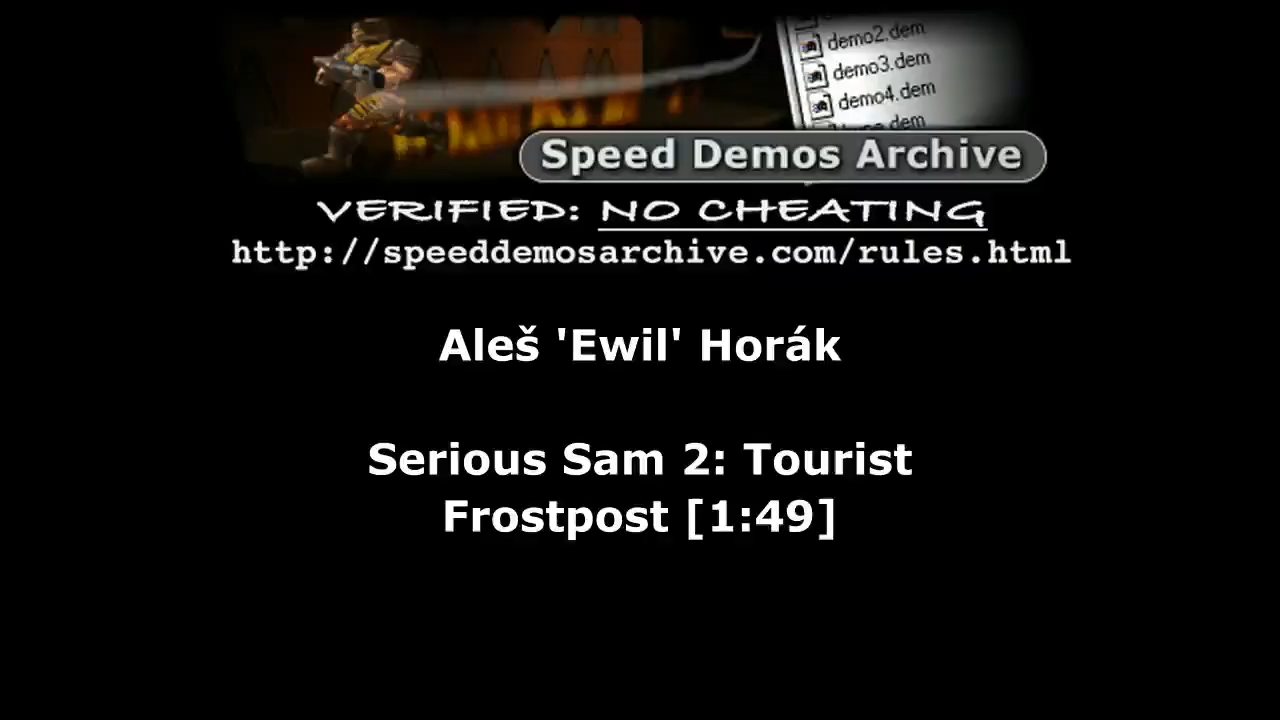 demo2.dem
demo3.dem
demo4.dem
Speed Demos Archive
VERIFIED: NO CHEATING
http://speeddemosarchive.com/rules.html
Aleš 'Ewil' Horák
Serious Sam 2: Tourist
Frostpost [1:49]